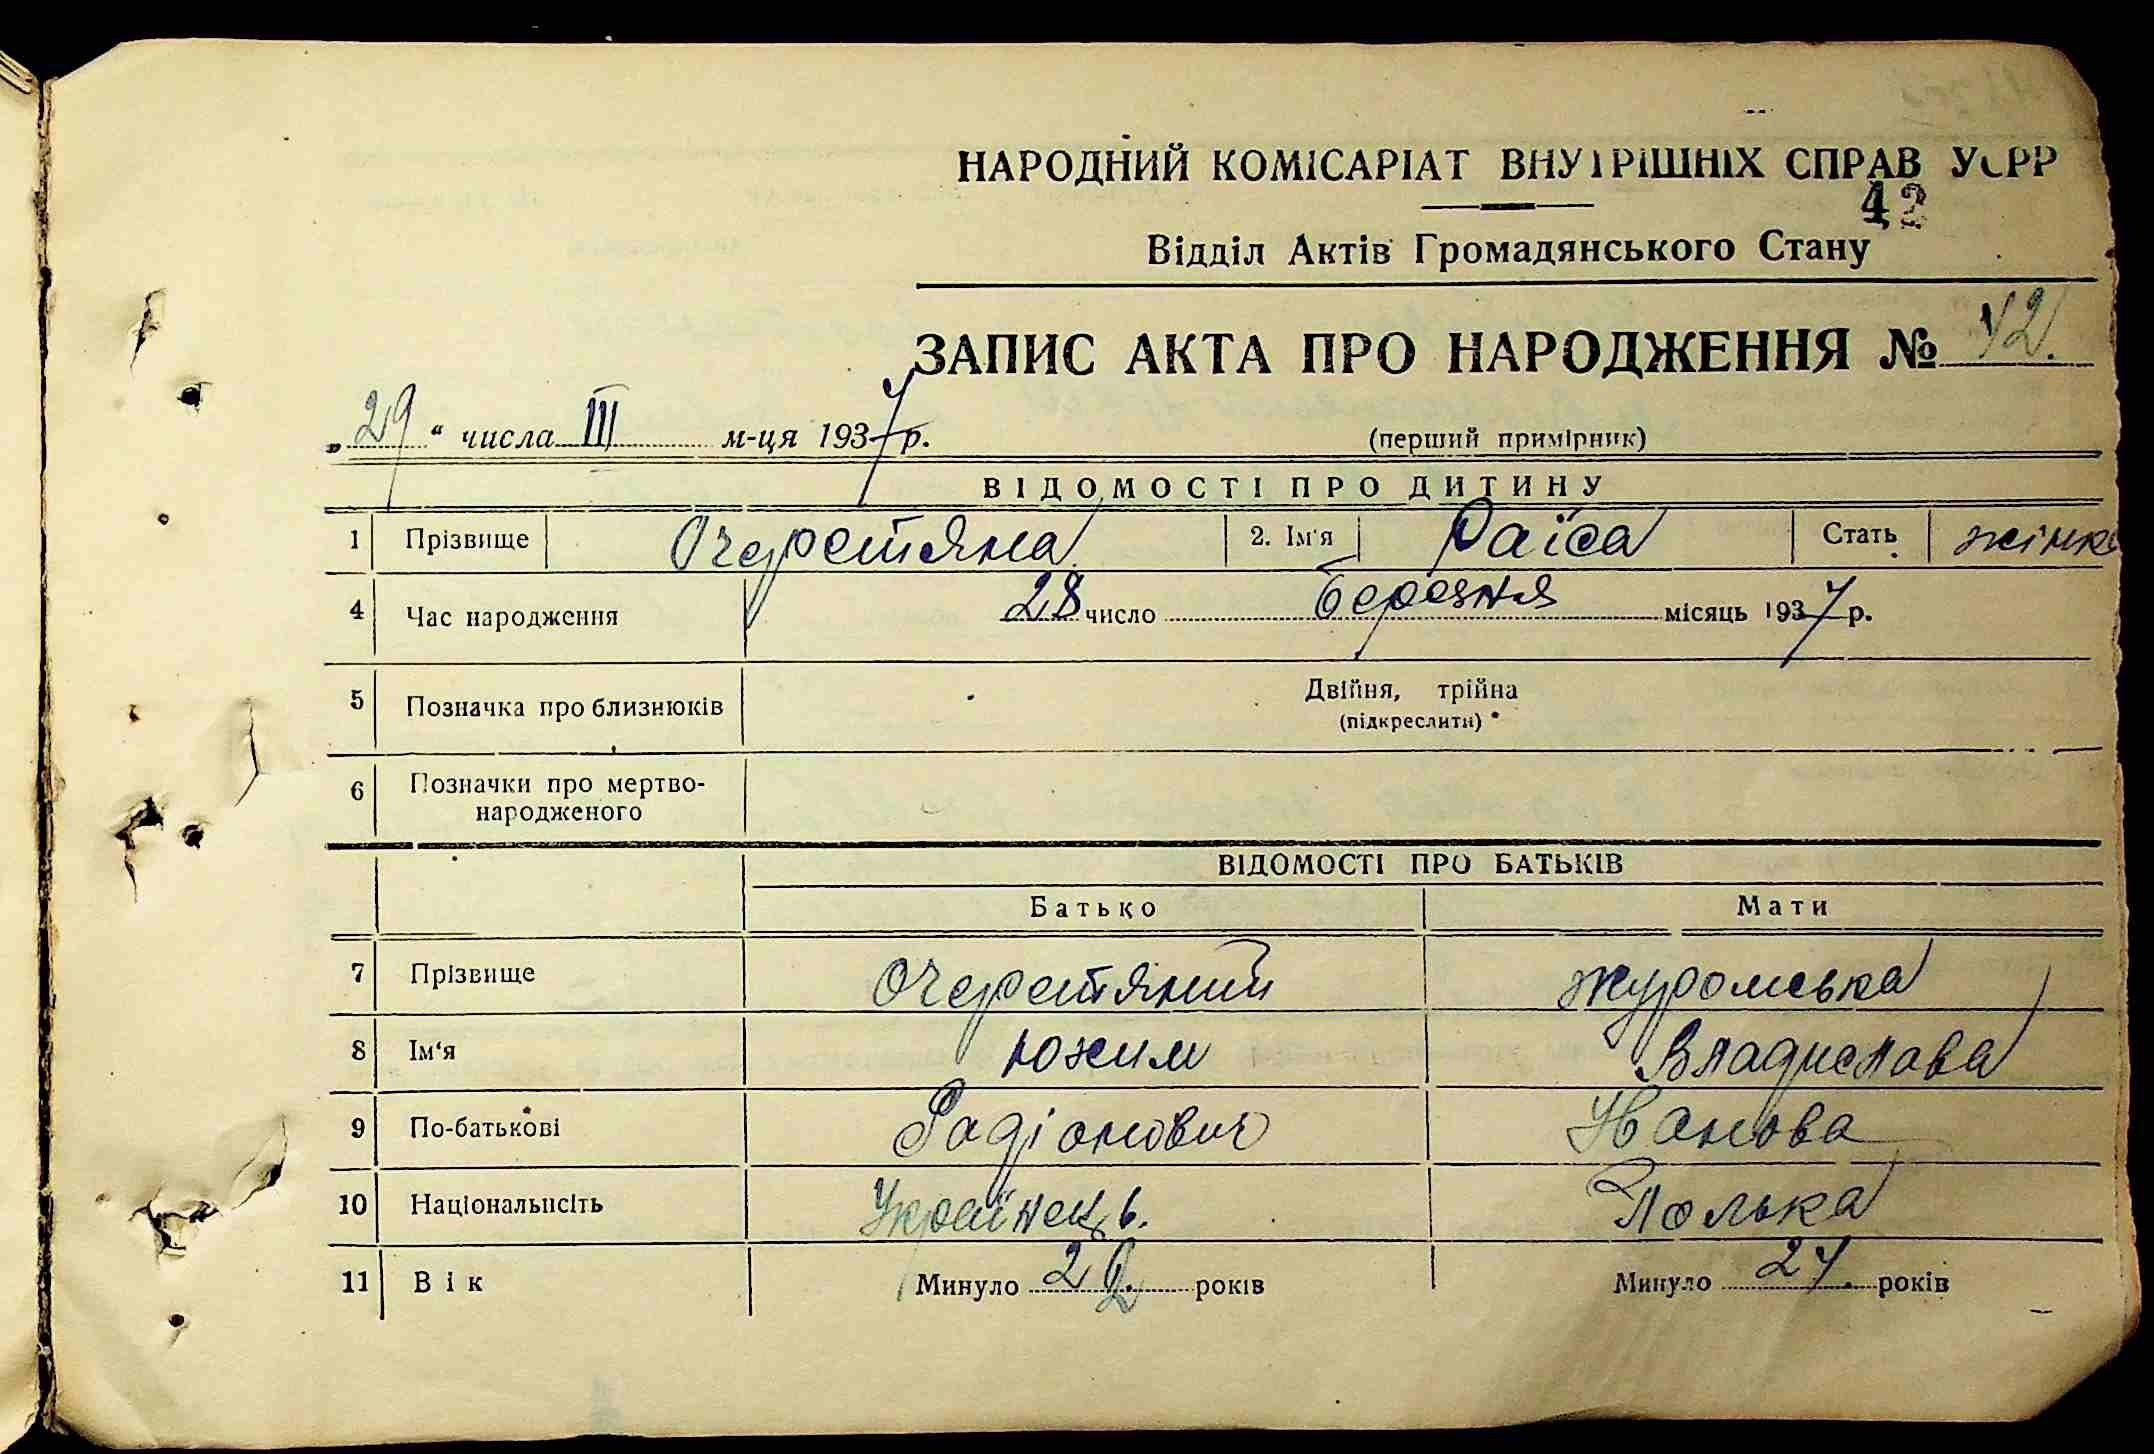 НАРОДНИЙ КОМІСАРІАТ ВНУТРІШНІХ СПРАВ УСРР
42
Відділ Актів Громадянського Стану
ЗАПИС АКТА ПРО НАРОДЖЕННЯ № 42.
„29“ числа III м-ця 1937 р.
(перший примірник)
ВІДОМОСТІ ПРО ДИТИНУ
1 Прізвище Очеретяна 2. Ім'я Раїса Стать жінка
4 Час народження 28 число березня місяць 1937 р.
5 Позначка про близнюків Двійня, трійна
(підкреслити)
6 Позначки про мертво-
народженого
ВІДОМОСТІ ПРО БАТЬКІВ
Батько Мати
7 Прізвище Очеретяний Журомська
8 Ім'я Юхим Владислава
9 По-батькові Радіонович Іванова
10 Національність Українець. Полька
11 Вік Минуло років Минуло 27. років